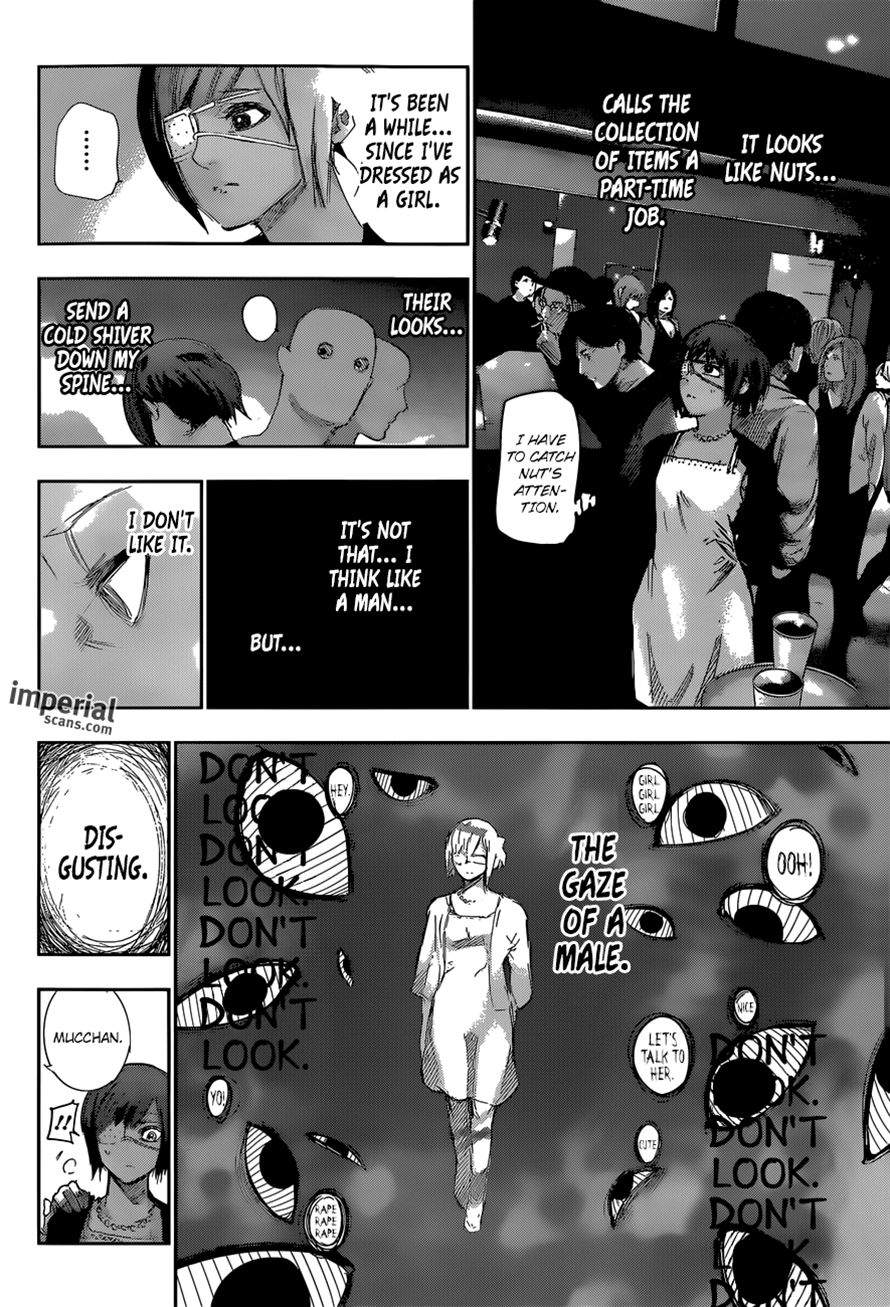 IT LOOKS
LIKE NUTS...
CALLS THE
COLLECTION
OF ITEMS A
PART-TIME
JOB.
I HAVE
TO CATCH
NUT'S
ATTEN-
TION.
IT'S BEEN
A WHILE...
SINCE I'VE
DRESSED AS
A GIRL.
...
THEIR
LOOKS...
SEND A
COLD SHIVER
DOWN MY
SPINE...
IT'S NOT
THAT... I
THINK LIKE
A MAN...
BUT...
I DON'T
LIKE IT.
imperial
scans.com
THE
GAZE
OF A
MALE.
GIRL
GIRL
GIRL
OOH!
NICE
LET'S
TALK TO
HER.
CUTE
DON'T
LOOK.
DON'T
LOOK.
DON'T
LOOK.
DON'T
HEY.
DON'T
LOOK.
DON'T
LOOK.
DON'T
LOOK.
DON'T
LOOK.
YO!
RAPE
RAPE
RAPE
DIS-
GUSTING.
MUCCHAN.
!!